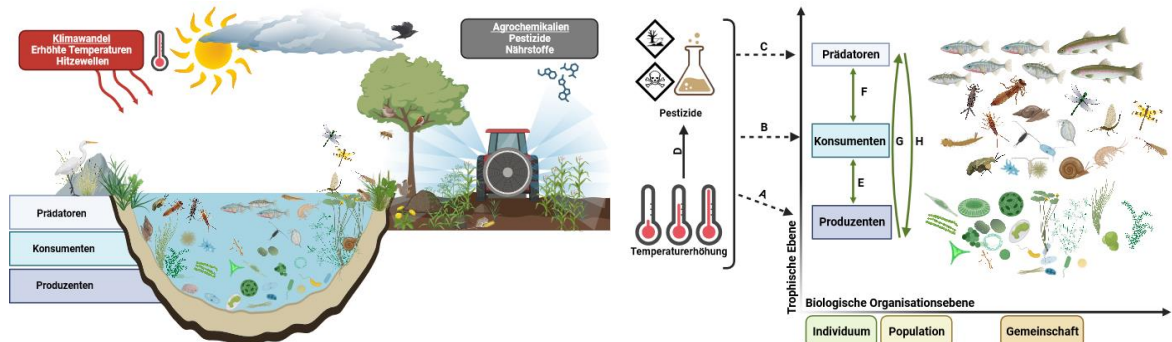 Klimawandel
Erhöhte Temperaturen
Hitzewellen
Agrochemikalien
Pestizide
Nährstoffe
Prädatoren
Konsumenten
Produzenten
Pestizide
D
Temperaturerhöhung
C
B
A
Trophische Ebene
Prädatoren
F
Konsumenten
G
H
E
Produzenten
Biologische Organisationsebene
Individuum
Population
Gemeinschaft